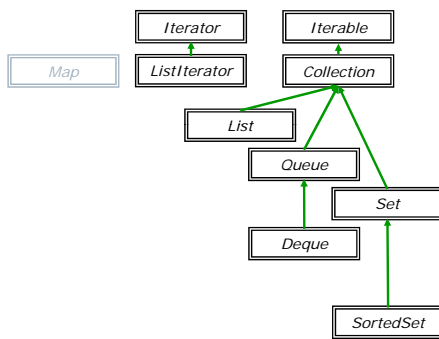 Iterator
Iterable
Map
ListIterator
Collection
List
Queue
Set
Deque
SortedSet